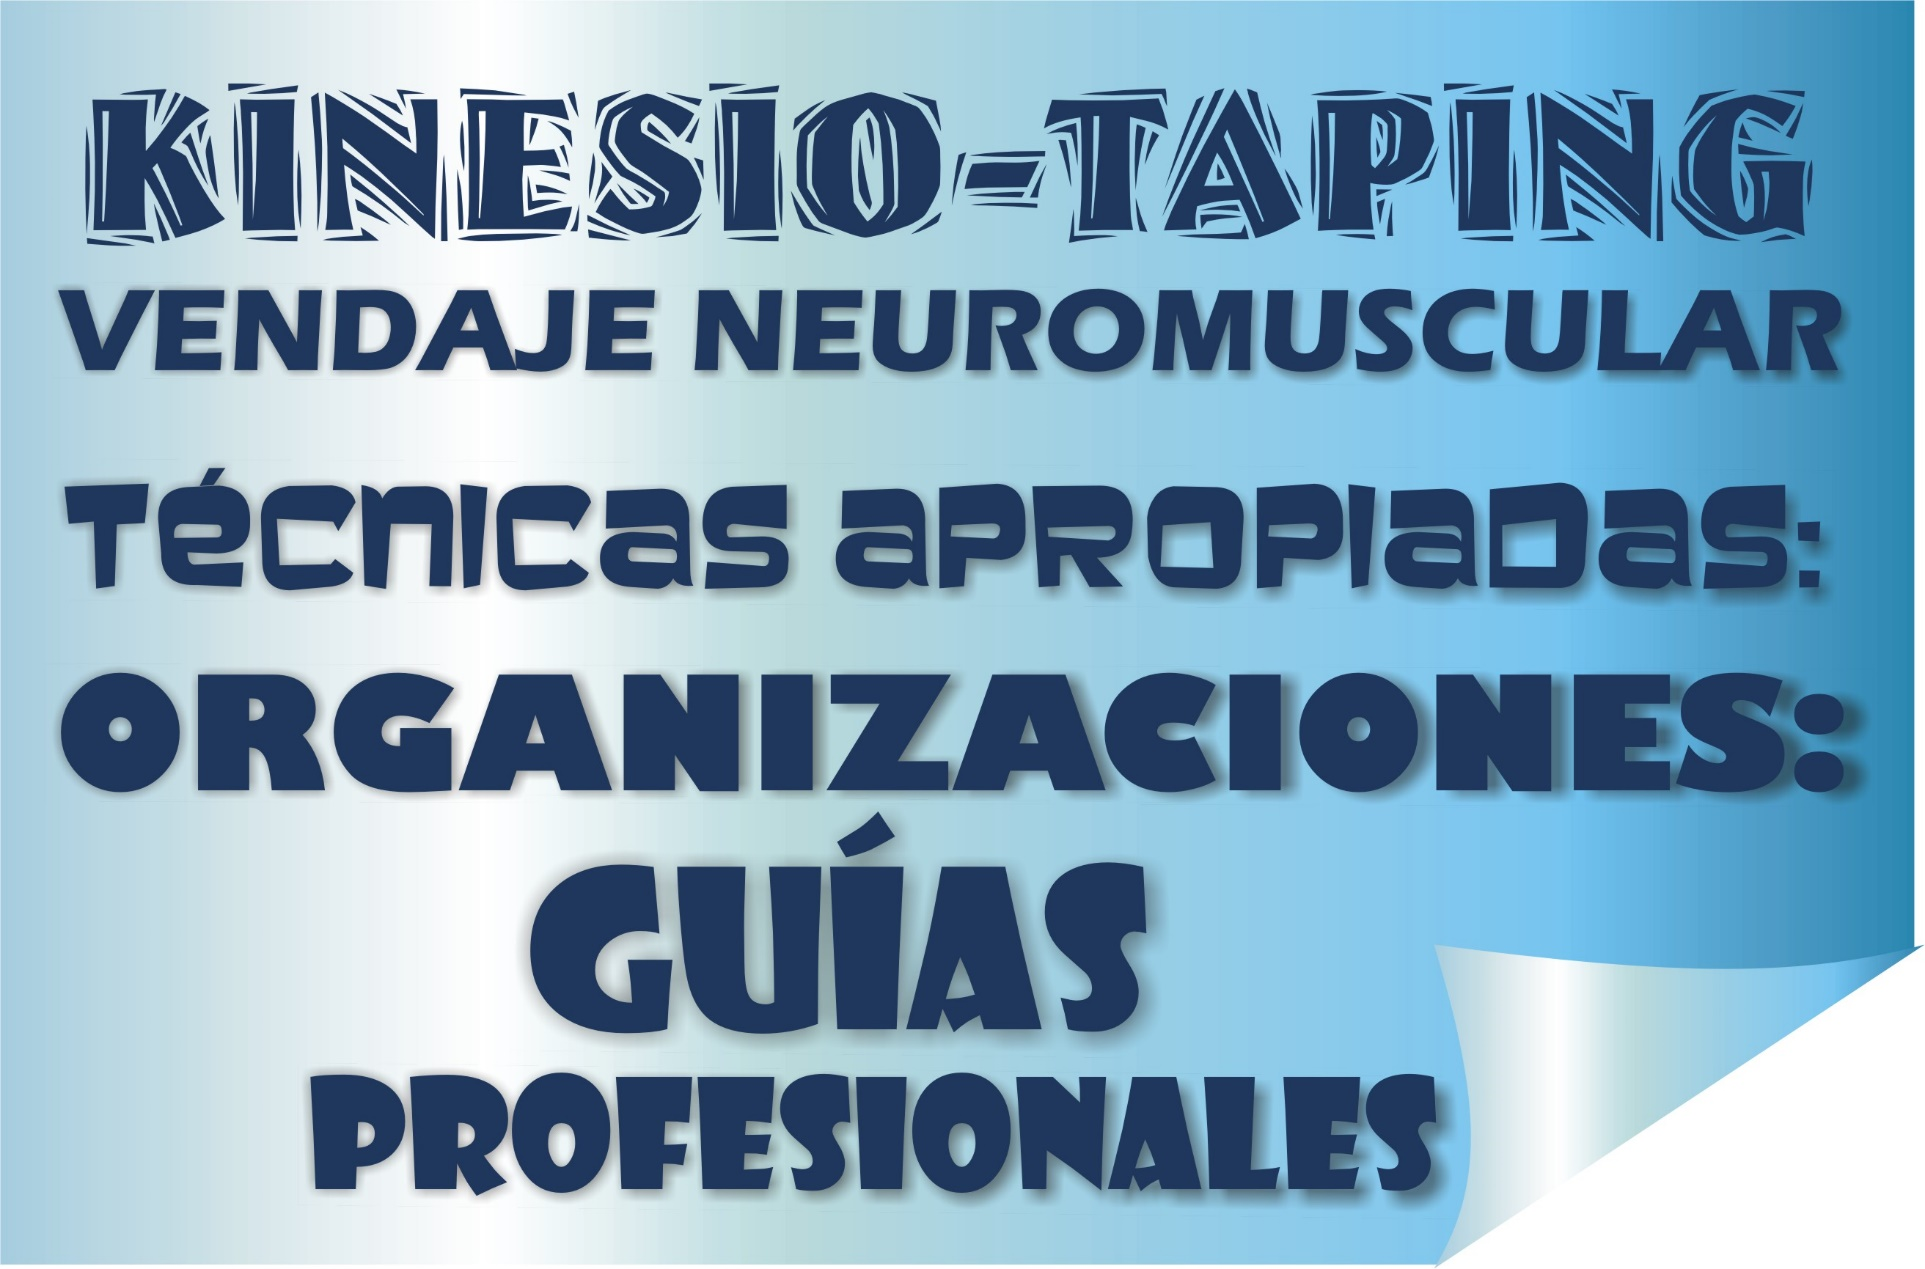 KINESIO-TAPING
VENDAJE NEUROMUSCULAR
Técnicas apropiadas:
ORGANIZACIONES:
GUÍAS
PROFESIONALES